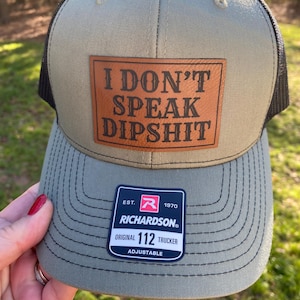 I DON'T
SPEAK
DIPSHIT
EST. R 1970
RICHARDSON®
ORIGINAL 112 TRUCKER
ADJUSTABLE